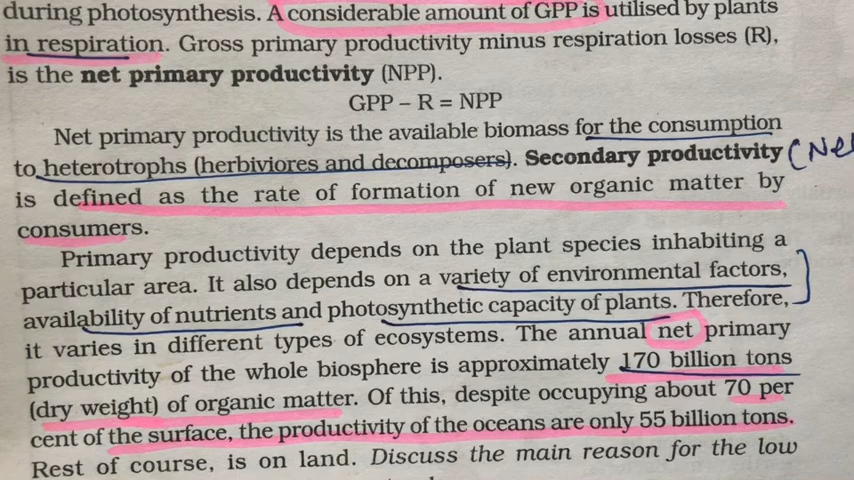 during photosynthesis. A considerable amount of GPP is utilised by plants
in respiration. Gross primary productivity minus respiration losses (R),
is the net primary productivity (NPP).
GPP – R = NPP
Net primary productivity is the available biomass for the consumption
to heterotrophs (herbiviores and decomposers). Secondary productivity
is defined as the rate of formation of new organic matter by
consumers.
Primary productivity depends on the plant species inhabiting a
particular area. It also depends on a variety of environmental factors,
availability of nutrients and photosynthetic capacity of plants. Therefore,
it varies in different types of ecosystems. The annual net primary
productivity of the whole biosphere is approximately 170 billion tons
(dry weight) of organic matter. Of this, despite occupying about 70 per
cent of the surface, the productivity of the oceans are only 55 billion tons.
Rest of course, is on land. Discuss the main reason for the low